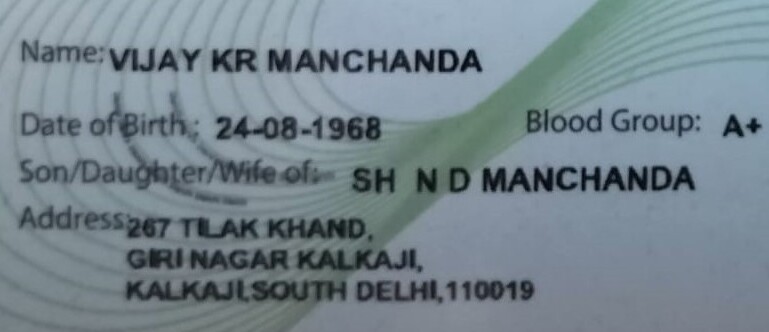 Name: VIJAY KR MANCHANDA
Date of Birth: 24-08-1968 Blood Group: A+
Son/Daughter/Wife of: SH N D MANCHANDA
Address: 267 TILAK KHAND,
GIRI NAGAR KALKAJI,
KALKAJI,SOUTH DELHI,110019